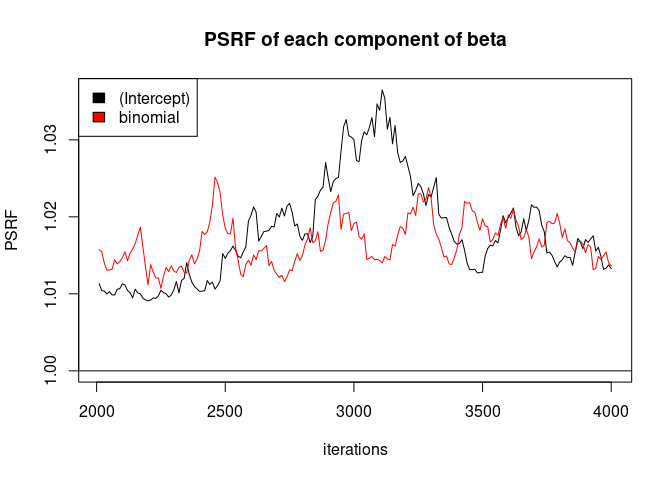 PSRF of each component of beta
(Intercept)
binomial
PSRF
1.03
1.02
1.01
1.00
2000 2500 3000 3500 4000
iterations